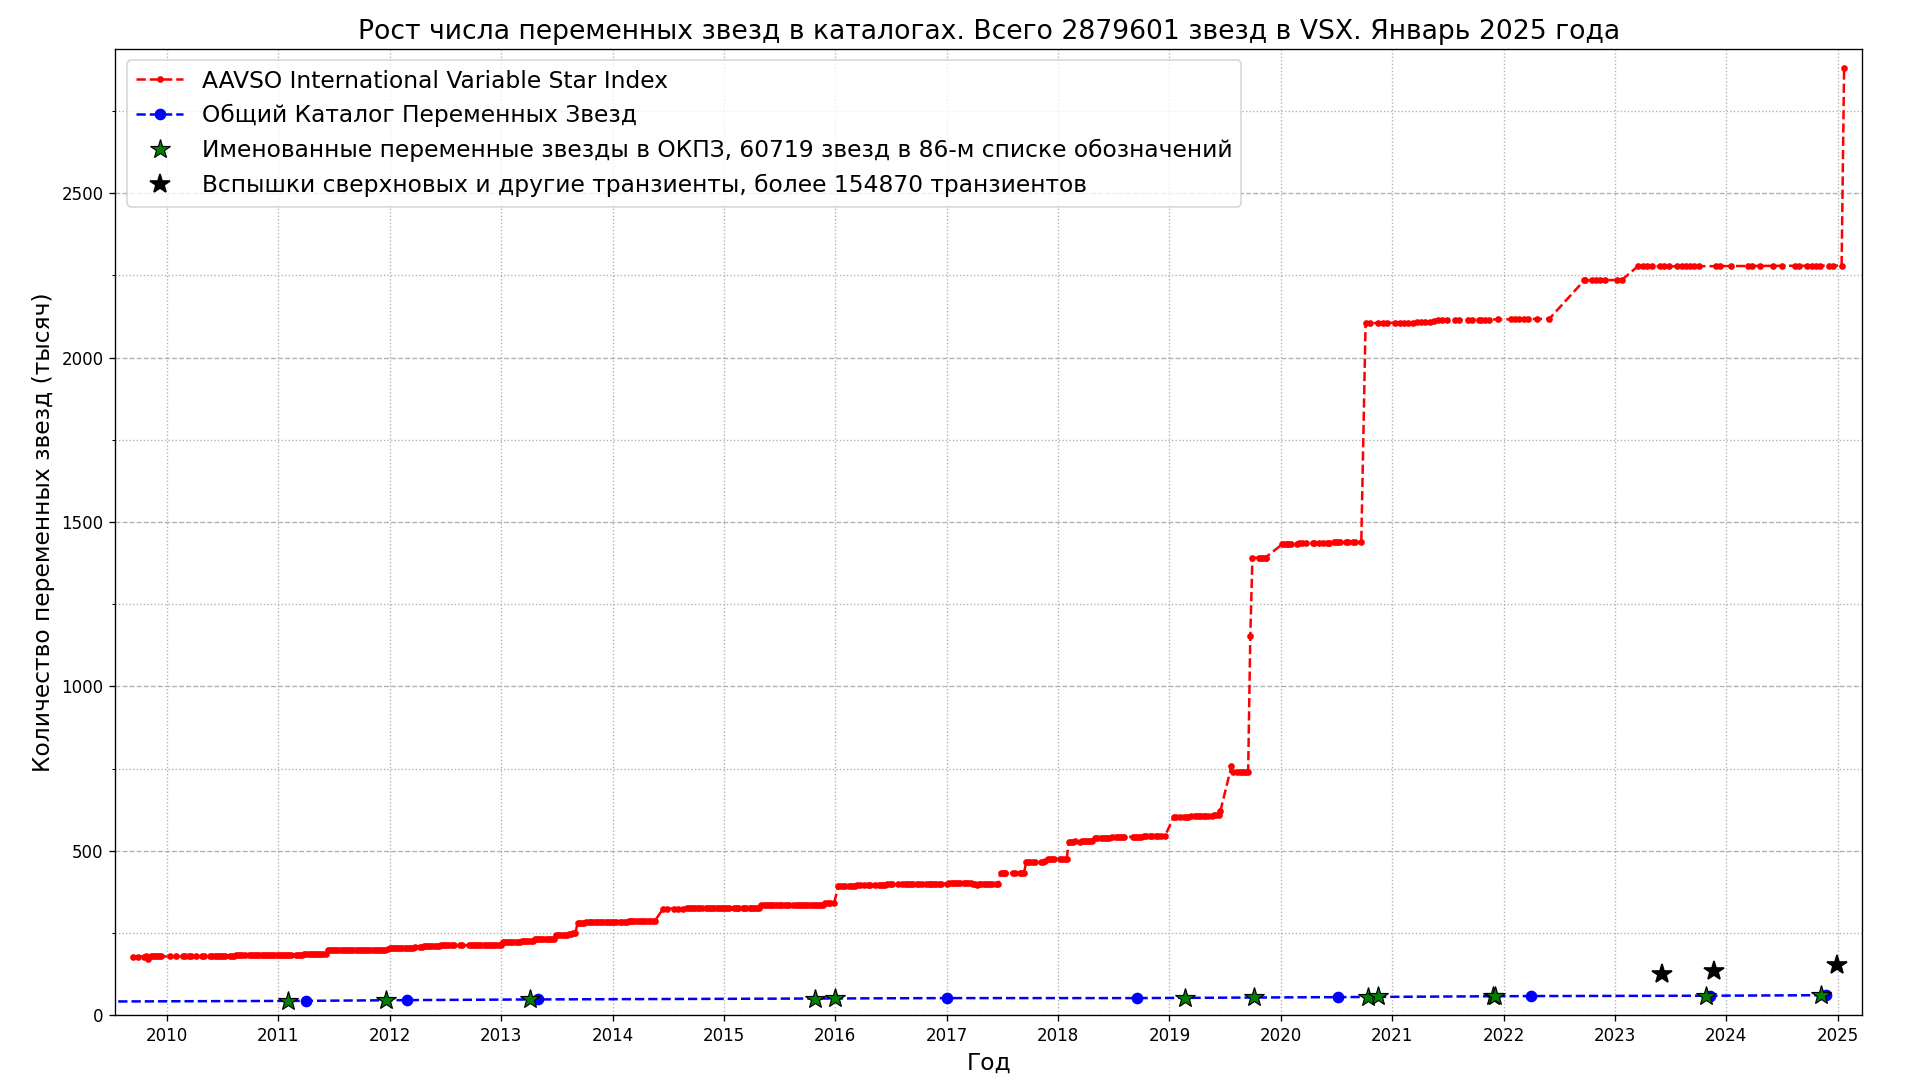 Рост числа переменных звезд в каталогах. Всего 2879601 звезд в VSX. Январь 2025 года
AAVSO International Variable Star Index
Общий Каталог Переменных Звезд
Именованные переменные звезды в ОКПЗ, 60719 звезд в 86-м списке обозначений
Вспышки сверхновых и другие транзиенты, более 154870 транзиентов
Количество переменных звезд (тысяч)
2500
2000
1500
1000
500
0
2010 2011 2012 2013 2014 2015 2016 2017 2018 2019 2020 2021 2022 2023 2024 2025
Год